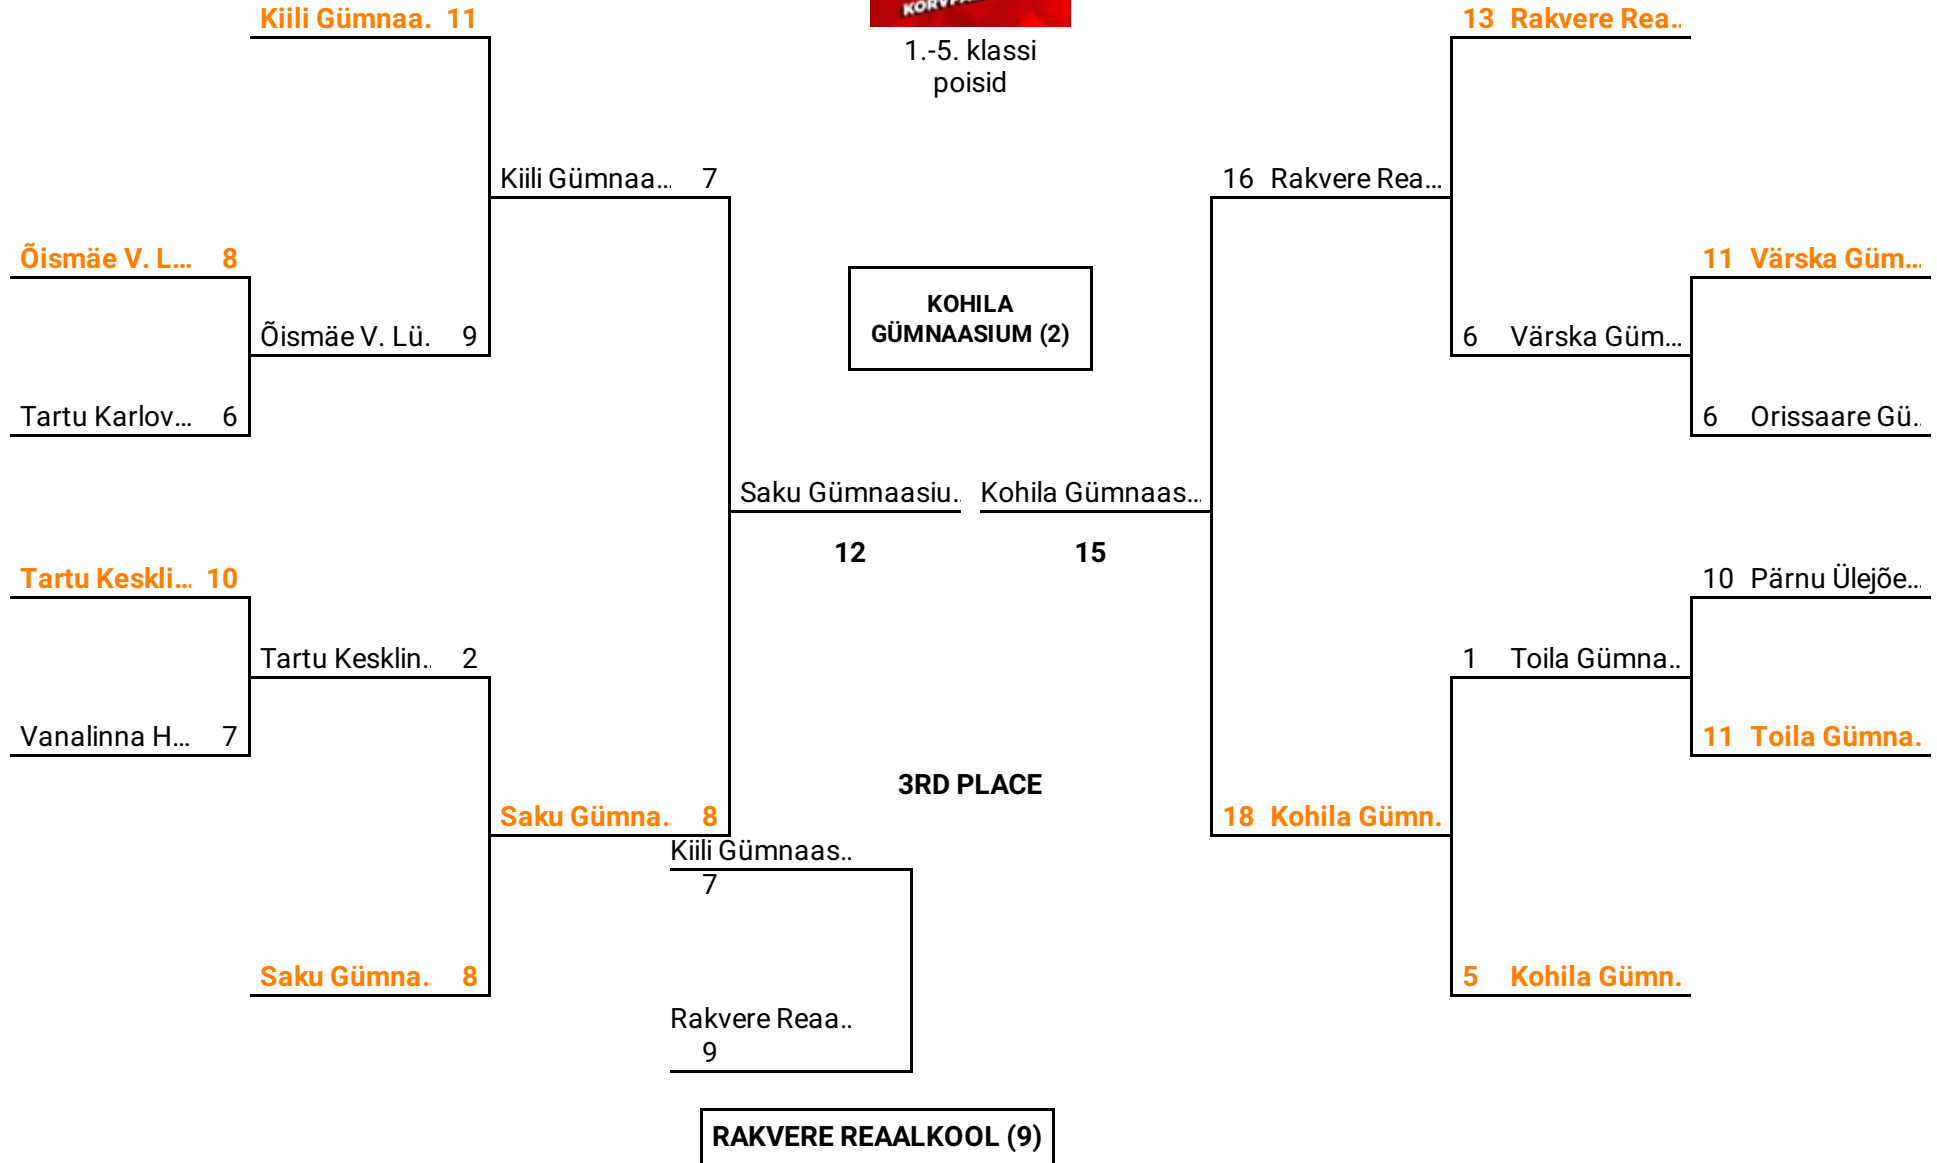 Kiili Gümnaa. 11
13 Rakvere Rea..
1.-5. klassi
poisid
Kiili Gümnaa... 7
16 Rakvere Rea...
Õismäe V. L... 8
11 Värska Güm...
KOHILA
GÜMNAASIUM (2)
Õismäe V. Lü. 9
6 Värska Güm...
Tartu Karlov... 6
6 Orissaare Gü..
Saku Gümnaasiu.
Kohila Gümnaas...
12
15
Tartu Keskli... 10
10 Pärnu Ülejõe...
Tartu Kesklin.. 2
1 Toila Gümna..
Vanalinna H... 7
11 Toila Gümna.
3RD PLACE
Saku Gümna.. 8
18 Kohila Gümn.
Kiili Gümnaas..
7
Saku Gümna.. 8
5 Kohila Gümn.
Rakvere Reaa..
9
RAKVERE REAALKOOL (9)